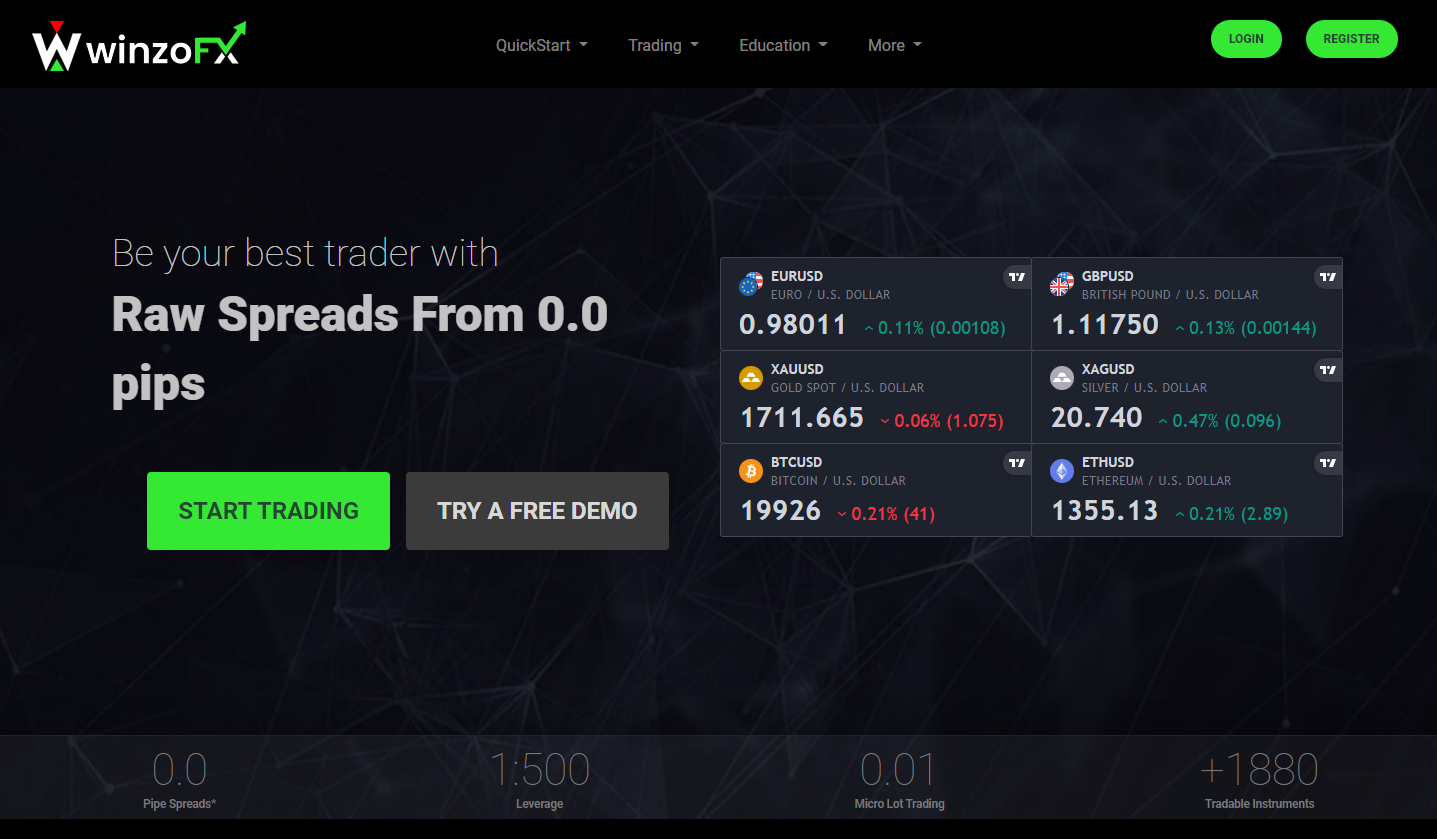 winzoFX
QuickStart
Trading
Education
More
LOGIN
REGISTER
Be your best trader with
Raw Spreads From 0.0
pips
START TRADING
TRY A FREE DEMO
EURUSD
EURO / U.S. DOLLAR
0.98011 0.11% (0.00108)
GBPUSD
BRITISH POUND / U.S. DOLLAR
1.11750 0.13% (0.00144)
XAUUSD
GOLD SPOT / U.S. DOLLAR
1711.665 0.06% (1.075)
XAGUSD
SILVER / U.S. DOLLAR
20.740 0.47% (0.096)
BTCUSD
BITCOIN / U.S. DOLLAR
19926 0.21% (41)
ETHUSD
ETHEREUM / U.S. DOLLAR
1355.13 0.21% (2.89)
0.0
Pipe Spreads*
1:500
Leverage
0.01
Micro Lot Trading
+1880
Tradable Instruments